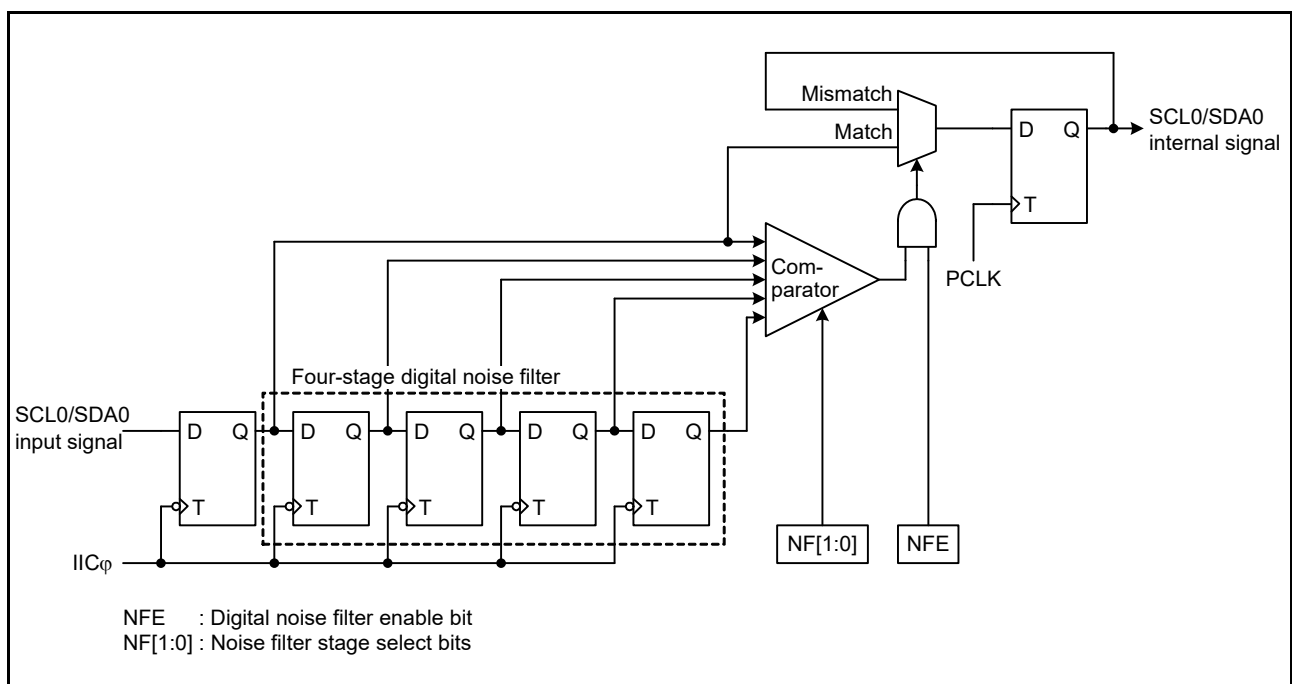 Mismatch
Match
D Q
T
SCL0/SDA0
internal signal
PCLK
Com-
parator
Four-stage digital noise filter
SCL0/SDA0
input signal
D Q D Q D Q D Q D Q
T T T T T
NF[1:0] NFE
IICφ
NFE : Digital noise filter enable bit
NF[1:0] : Noise filter stage select bits